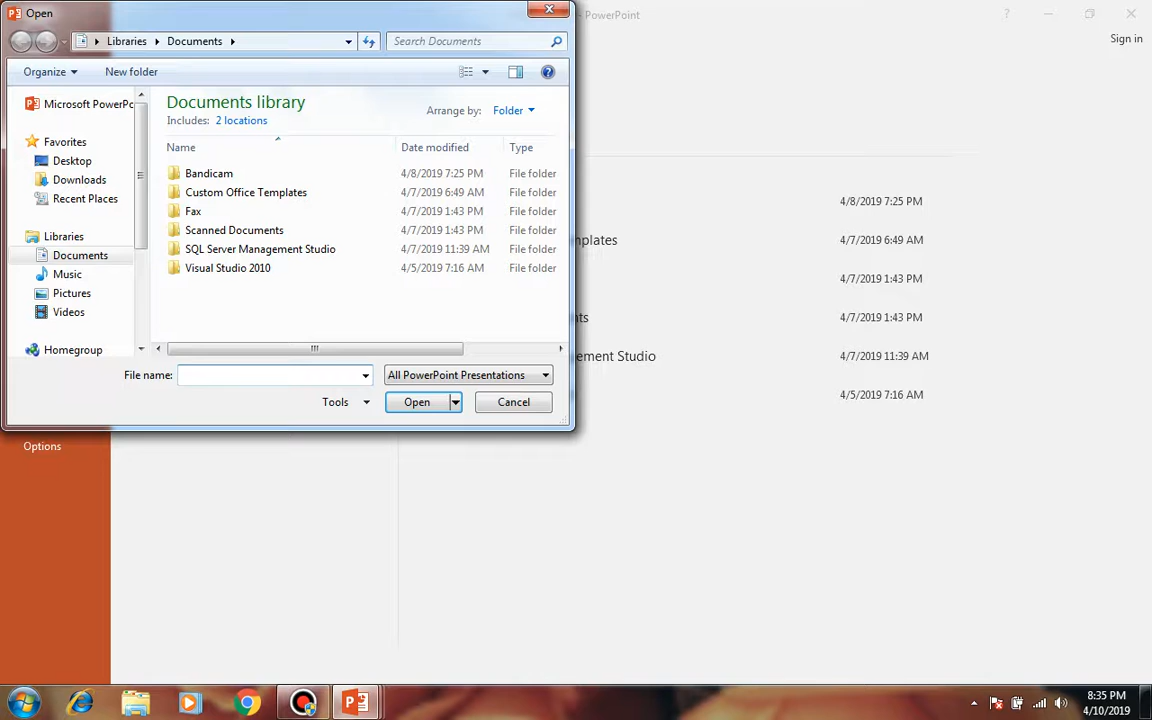 Open
- PowerPoint
Sign in
Libraries Documents
Search Documents
Organize New folder
Microsoft PowerPo
Favorites
Desktop
Downloads
Recent Places
Libraries
Documents
Music
Pictures
Videos
Homegroup
Documents library
Includes: 2 locations
Arrange by: Folder
Name Date modified Type
Bandicam 4/8/2019 7:25 PM File folder
Custom Office Templates 4/7/2019 6:49 AM File folder
Fax 4/7/2019 1:43 PM File folder
Scanned Documents 4/7/2019 1:43 PM File folder
SQL Server Management Studio 4/7/2019 11:39 AM File folder
Visual Studio 2010 4/5/2019 7:16 AM File folder
File name: All PowerPoint Presentations
Tools Open Cancel
4/8/2019 7:25 PM
mplates 4/7/2019 6:49 AM
4/7/2019 1:43 PM
nts 4/7/2019 1:43 PM
ement Studio 4/7/2019 11:39 AM
4/5/2019 7:16 AM
Options
8:35 PM
4/10/2019